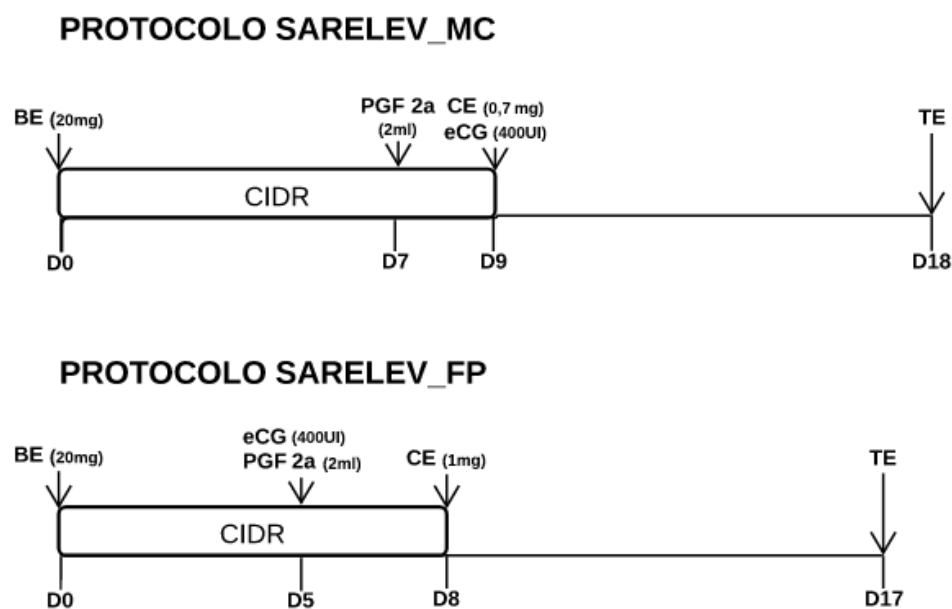 PROTOCOLO SARELEV_MC
BE (20mg)
PGF 2a
(2ml)
CE (0,7 mg)
eCG (400UI)
TE
CIDR
D0
D7
D9
D18
PROTOCOLO SARELEV_FP
BE (20mg)
eCG (400UI)
PGF 2a (2ml)
CE (1mg)
TE
CIDR
D0
D5
D8
D17